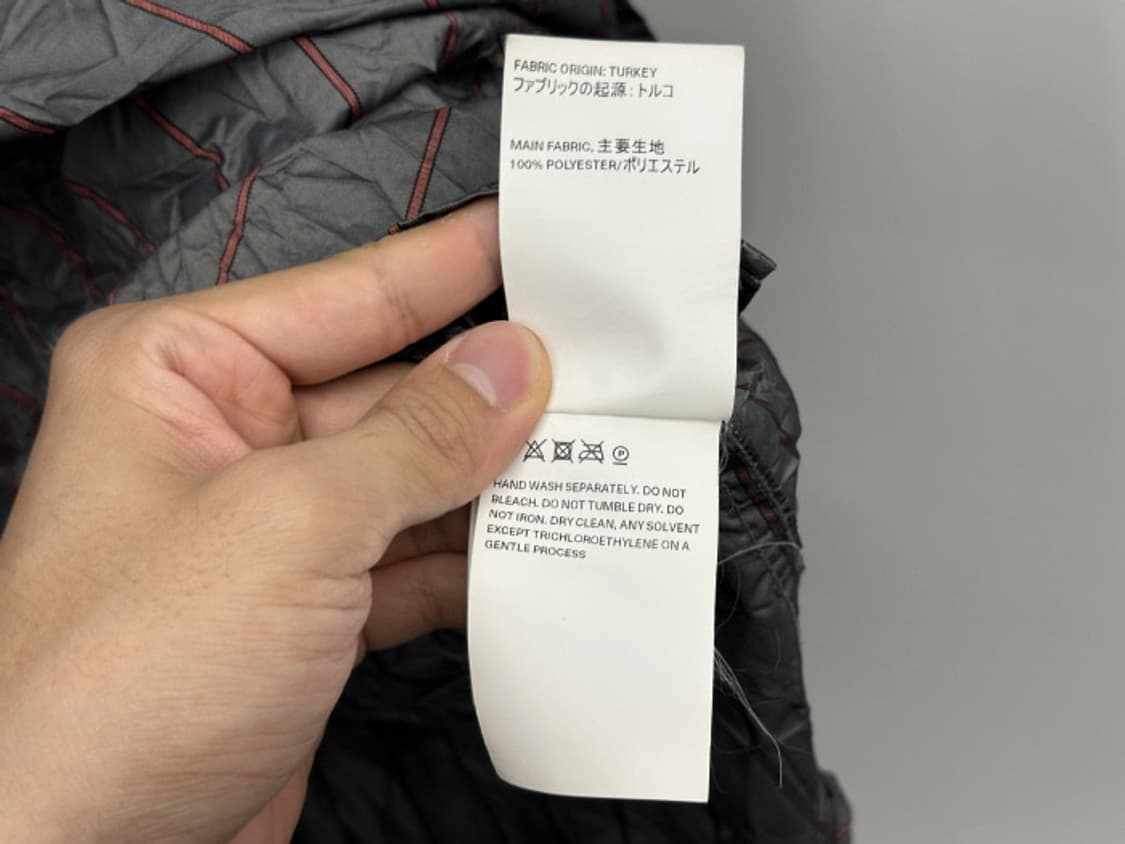 FABRIC ORIGIN: TURKEY
ファブリックの起源：トルコ
MAIN FABRIC, 主要生地
100% POLYESTER/ポリエステル
P
HAND WASH SEPARATELY. DO NOT
BLEACH. DO NOT TUMBLE DRY. DO
NOT IRON. DRY CLEAN, ANY SOLVENT
EXCEPT TRICHLOROETHYLENE ON A
GENTLE PROCESS